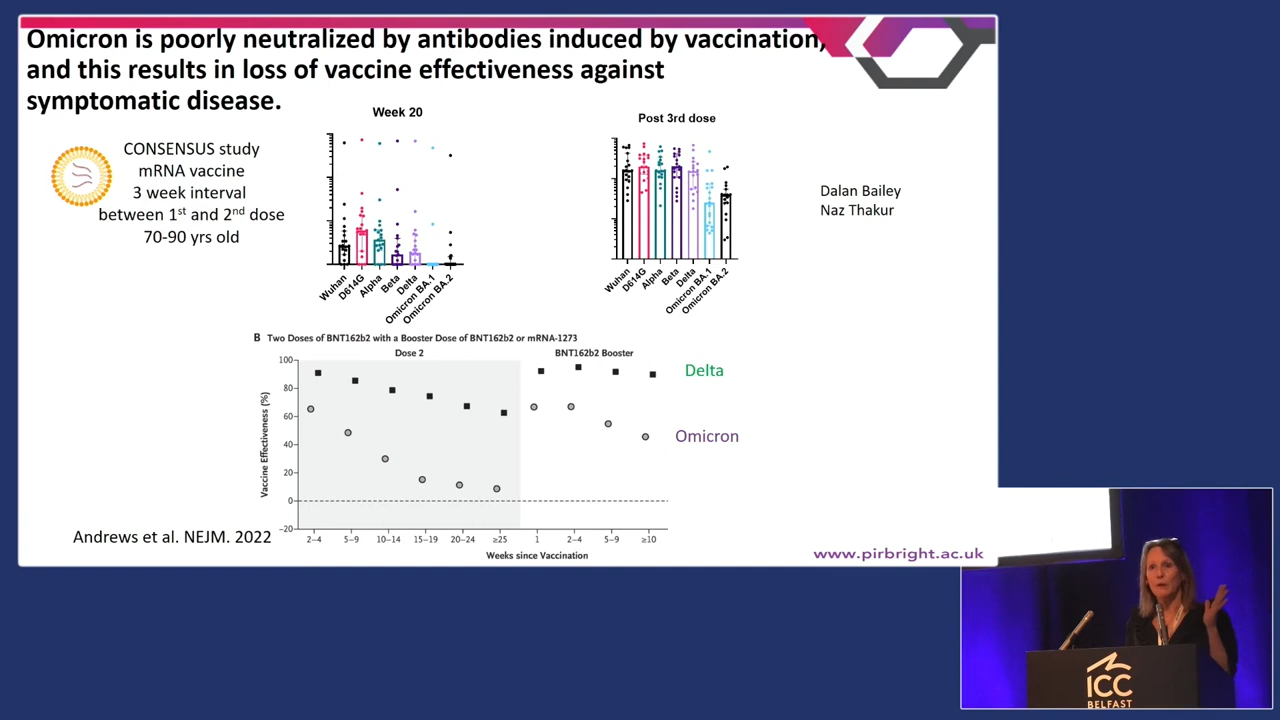 Omicron is poorly neutralized by antibodies induced by vaccination,
and this results in loss of vaccine effectiveness against
symptomatic disease.
CONSENSUS study
mRNA vaccine
3 week interval
between 1st and 2nd dose
70-90 yrs old
Week 20
Wuhan
D614G
Alpha
Beta
Delta
Omicron BA.1
Omicron BA.2
Post 3rd dose
Wuhan
D614G
Alpha
Beta
Delta
Omicron BA.1
Omicron BA.2
Dalan Bailey
Naz Thakur
B Two Doses of BNT162b2 with a Booster Dose of BNT162b2 or mRNA-1273
Dose 2
BNT162b2 Booster
Vaccine Effectiveness (%)
100
80
60
40
20
0
−20
2–4 5–9 10–14 15–19 20–24 ≥25 1 2–4 5–9 ≥10
Weeks since Vaccination
Delta
Omicron
Andrews et al. NEJM. 2022
www.pirbright.ac.uk
ICC
BELFAST